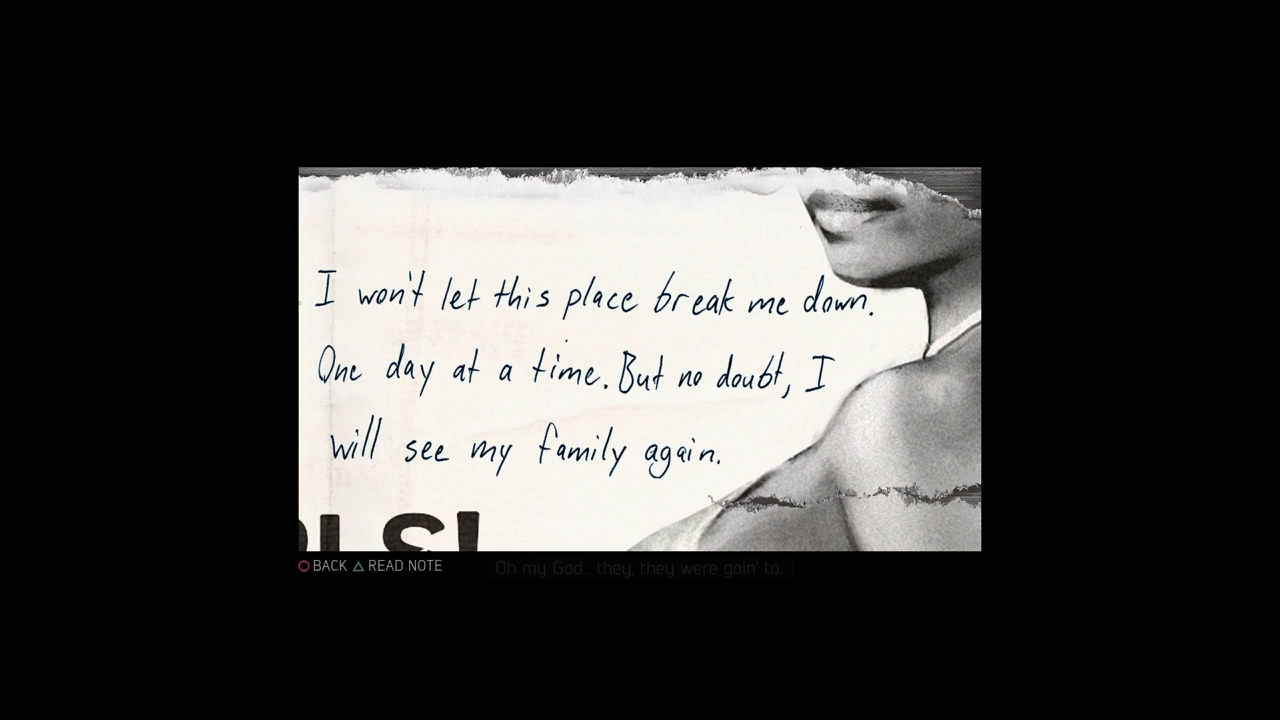 I won't let this place break me down.
One day at a time. But no doubt, I
will see my family again.
LS!
BACK READ NOTE
Oh my God... they, they were goin' to...